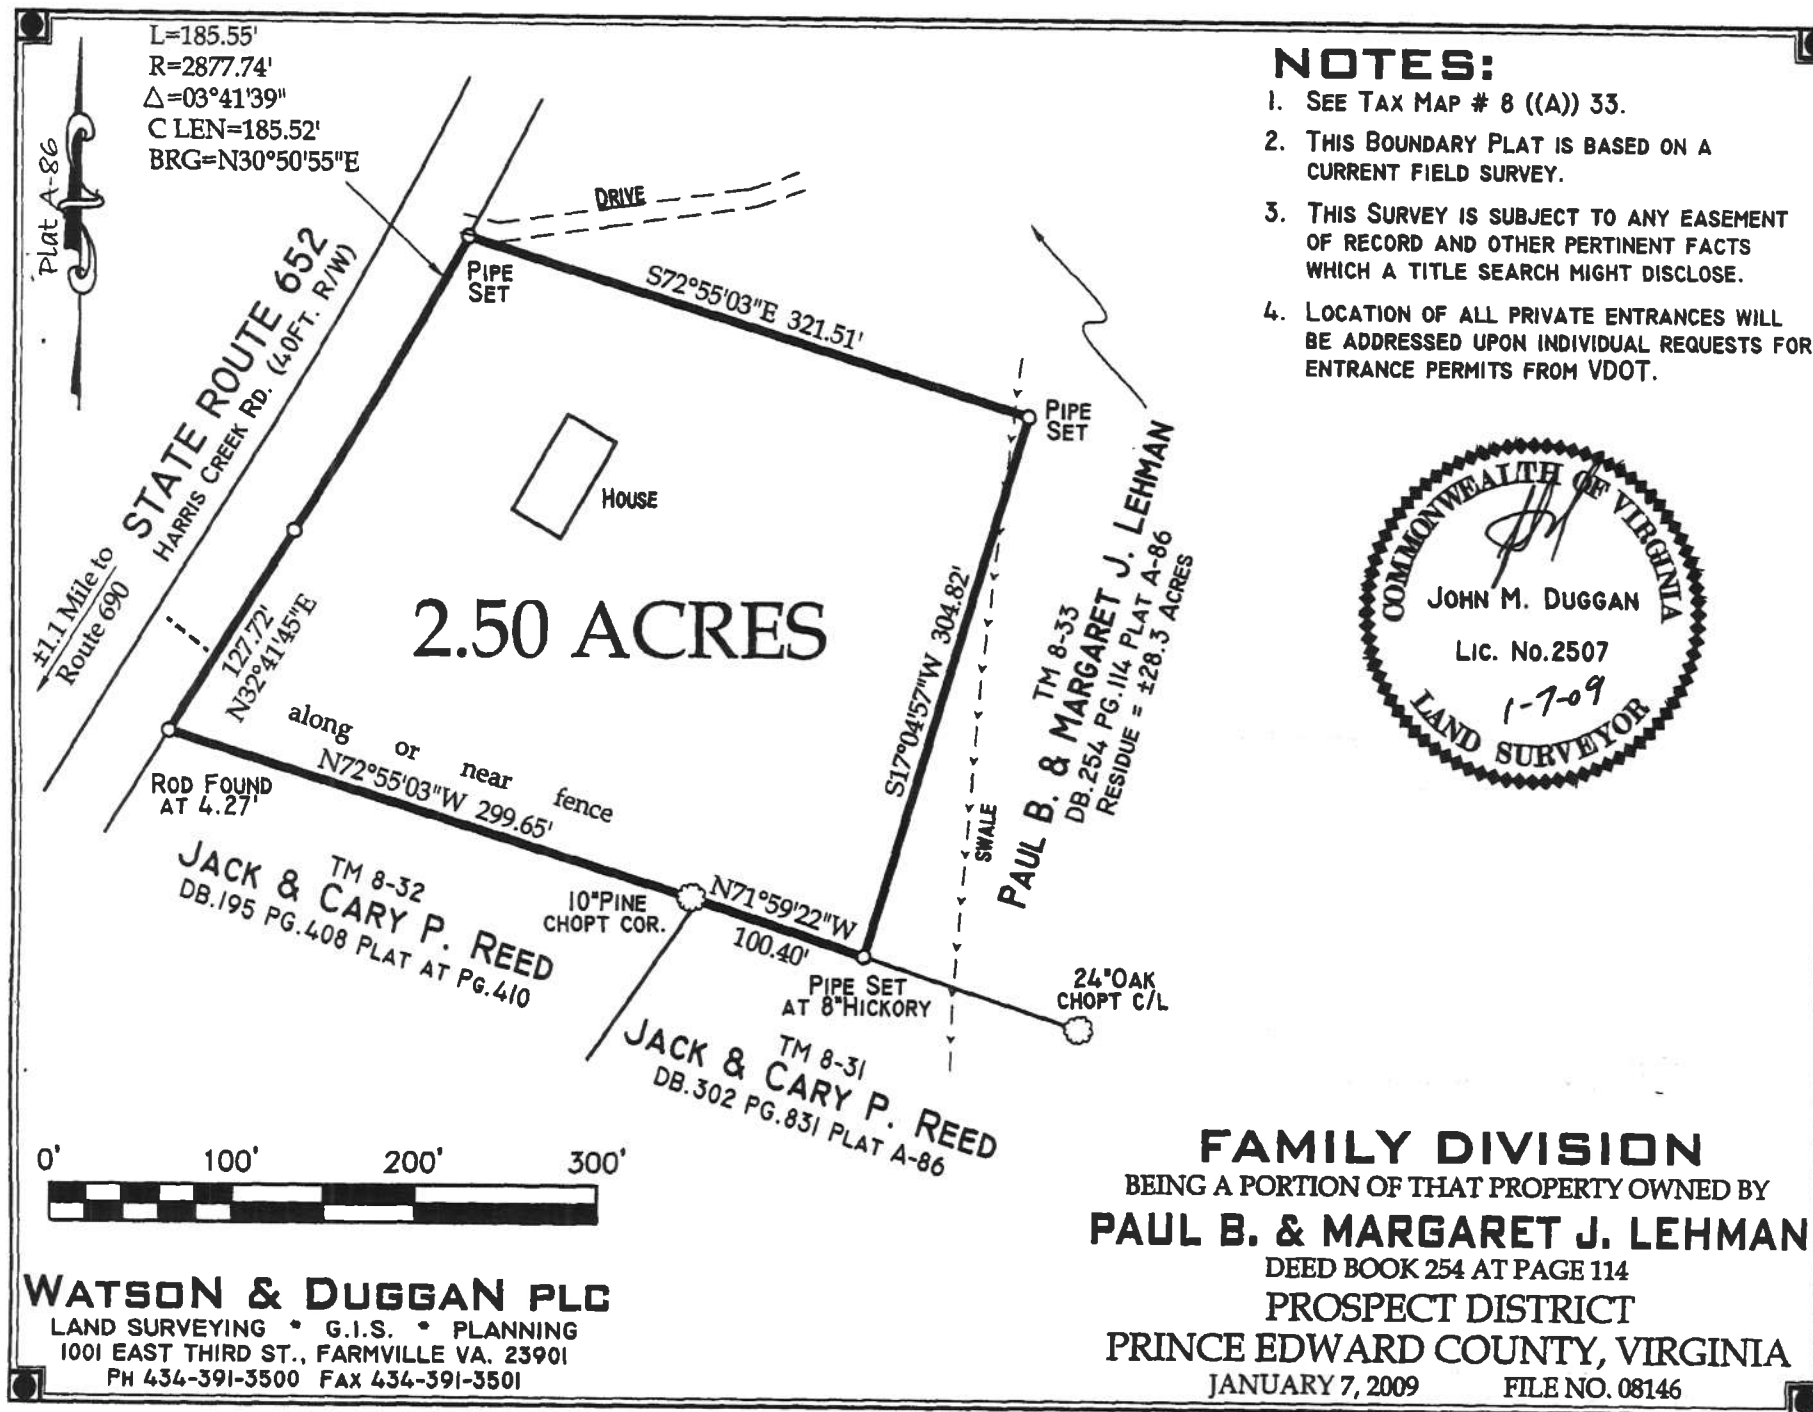 L=185.55'
R=2877.74'
△=03°41'39"
C LEN=185.52'
BRG=N30°50'55"E
Plat A-86
STATE ROUTE 652
HARRIS CREEK RD. (40FT. R/W)
±1.1 Mile to
Route 690
DRIVE
PIPE
SET
S72°55'03"E 321.51'
PIPE
SET
HOUSE
2.50 ACRES
127.72'
N32°41'45"E
S17°04'57"W 304.82'
SWALE
TM 8-33
PAUL B. & MARGARET J. LEHMAN
DB.254 PG.114 PLAT A-86
RESIDUE = ±28.3 ACRES
along or near fence
N72°55'03"W 299.65'
ROD FOUND
AT 4.27'
TM 8-32
JACK & CARY P. REED
DB.195 PG.408 PLAT AT PG.410
10"PINE
CHOPT COR.
N71°59'22"W
100.40'
PIPE SET
AT 8"HICKORY
24"OAK
CHOPT C/L
TM 8-31
JACK & CARY P. REED
DB.302 PG.831 PLAT A-86
NOTES:
1. SEE TAX MAP # 8 ((A)) 33.
2. THIS BOUNDARY PLAT IS BASED ON A
CURRENT FIELD SURVEY.
3. THIS SURVEY IS SUBJECT TO ANY EASEMENT
OF RECORD AND OTHER PERTINENT FACTS
WHICH A TITLE SEARCH MIGHT DISCLOSE.
4. LOCATION OF ALL PRIVATE ENTRANCES WILL
BE ADDRESSED UPON INDIVIDUAL REQUESTS FOR
ENTRANCE PERMITS FROM VDOT.
COMMONWEALTH OF VIRGINIA
JOHN M. DUGGAN
LIC. NO.2507
1-7-09
LAND SURVEYOR
0' 100' 200' 300'
WATSON & DUGGAN PLC
LAND SURVEYING * G.I.S. * PLANNING
1001 EAST THIRD ST., FARMVILLE VA. 23901
PH 434-391-3500 FAX 434-391-3501
FAMILY DIVISION
BEING A PORTION OF THAT PROPERTY OWNED BY
PAUL B. & MARGARET J. LEHMAN
DEED BOOK 254 AT PAGE 114
PROSPECT DISTRICT
PRINCE EDWARD COUNTY, VIRGINIA
JANUARY 7, 2009 FILE NO. 08146